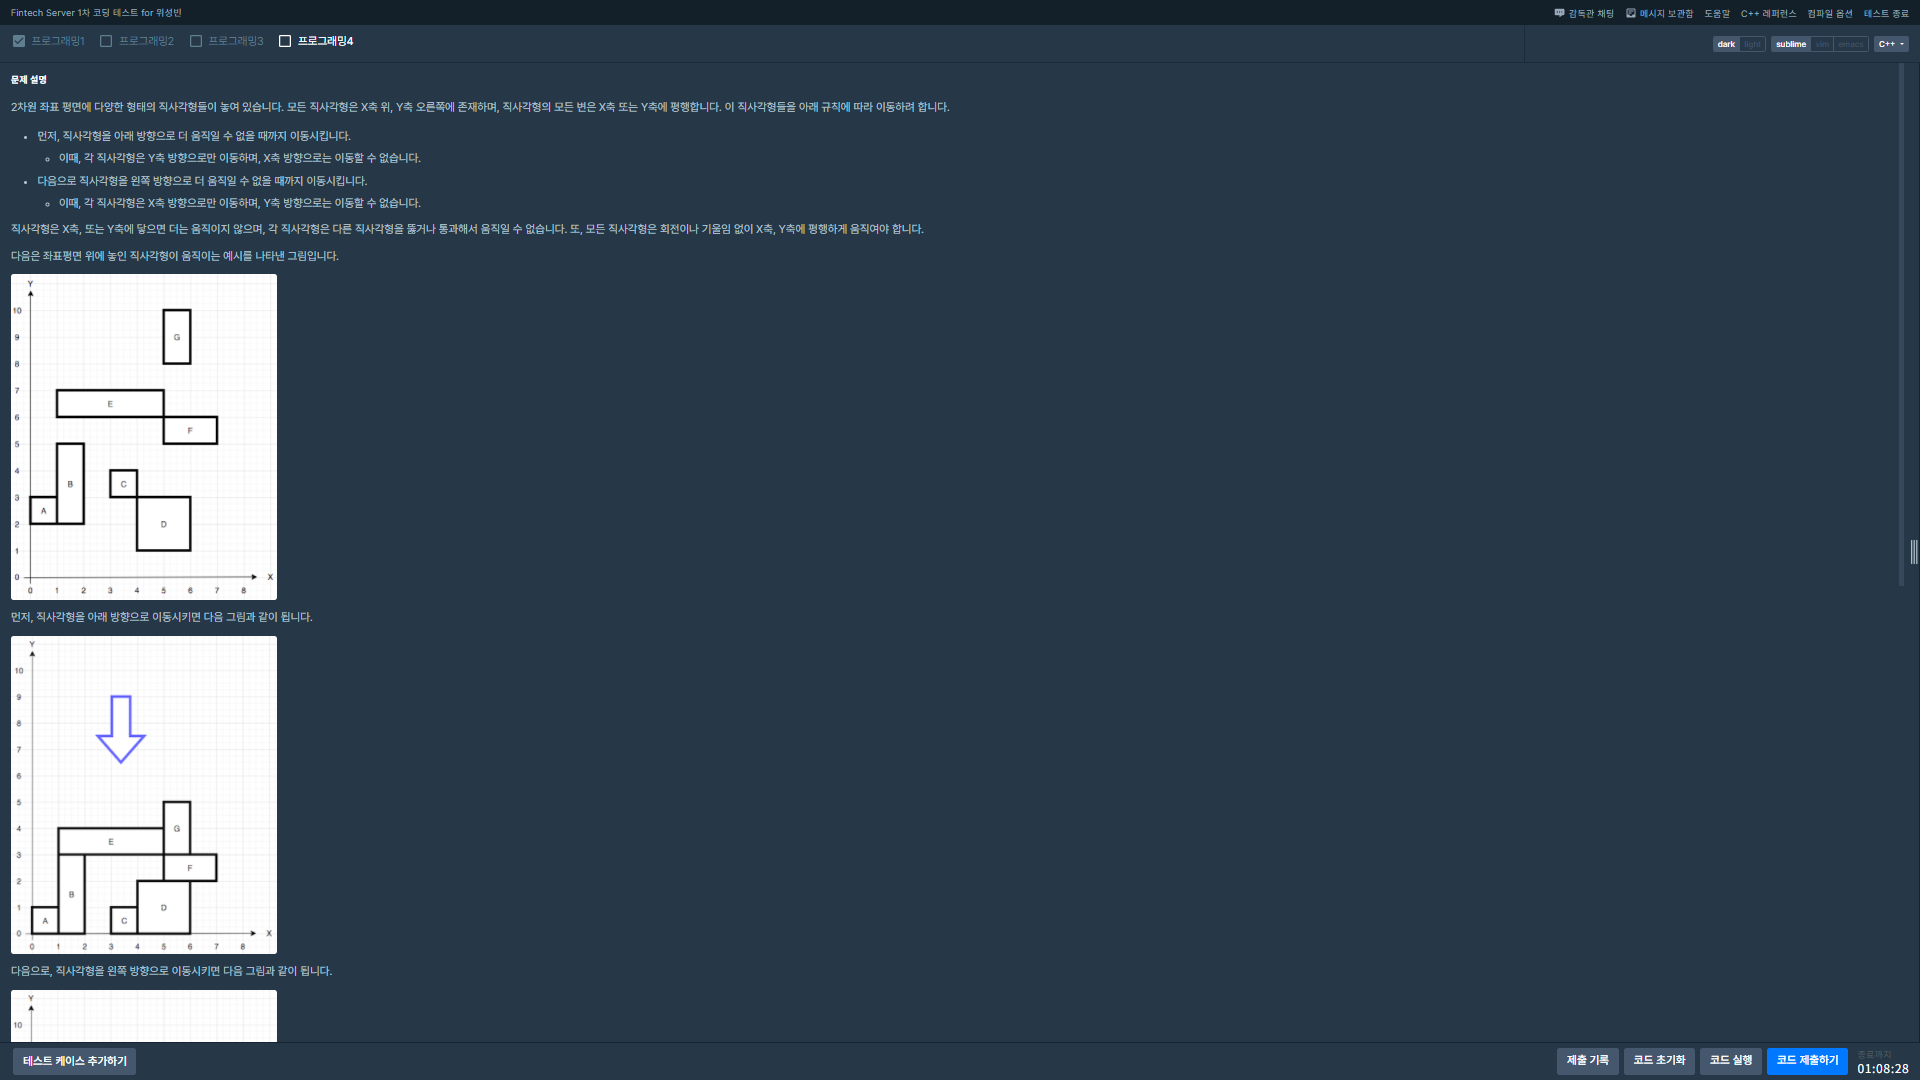 Fintech Server 1차 코딩 테스트 for 위성빈
감독관 채팅 메시지 보관함 도움말 C++ 레퍼런스 컴파일 옵션 테스트 종료
프로그래밍1 프로그래밍2 프로그래밍3 프로그래밍4
dark light sublime vim emacs C++
문제 설명
2차원 좌표 평면에 다양한 형태의 직사각형들이 놓여 있습니다. 모든 직사각형은 X축 위, Y축 오른쪽에 존재하며, 직사각형의 모든 변은 X축 또는 Y축에 평행합니다. 이 직사각형들을 아래 규칙에 따라 이동하려 합니다.
먼저, 직사각형을 아래 방향으로 더 움직일 수 없을 때까지 이동시킵니다.
이때, 각 직사각형은 Y축 방향으로만 이동하며, X축 방향으로는 이동할 수 없습니다.
다음으로 직사각형을 왼쪽 방향으로 더 움직일 수 없을 때까지 이동시킵니다.
이때, 각 직사각형은 X축 방향으로만 이동하며, Y축 방향으로는 이동할 수 없습니다.
직사각형은 X축, 또는 Y축에 닿으면 더는 움직이지 않으며, 각 직사각형은 다른 직사각형을 뚫거나 통과해서 움직일 수 없습니다. 또, 모든 직사각형은 회전이나 기울임 없이 X축, Y축에 평행하게 움직여야 합니다.
다음은 좌표평면 위에 놓인 직사각형이 움직이는 예시를 나타낸 그림입니다.
Y
10
9 G
8
7
E
6
F
5
4
B C
3
A
2 D
1
0 X
0 1 2 3 4 5 6 7 8
먼저, 직사각형을 아래 방향으로 이동시키면 다음 그림과 같이 됩니다.
Y
10
9
8
7
6
5
4 G
E
3
F
2
B
1 D
A C
0 X
0 1 2 3 4 5 6 7 8
다음으로, 직사각형을 왼쪽 방향으로 이동시키면 다음 그림과 같이 됩니다.
Y
10
테스트 케이스 추가하기 제출 기록 코드 초기화 코드 실행 코드 제출하기
종료까지
01:08:28